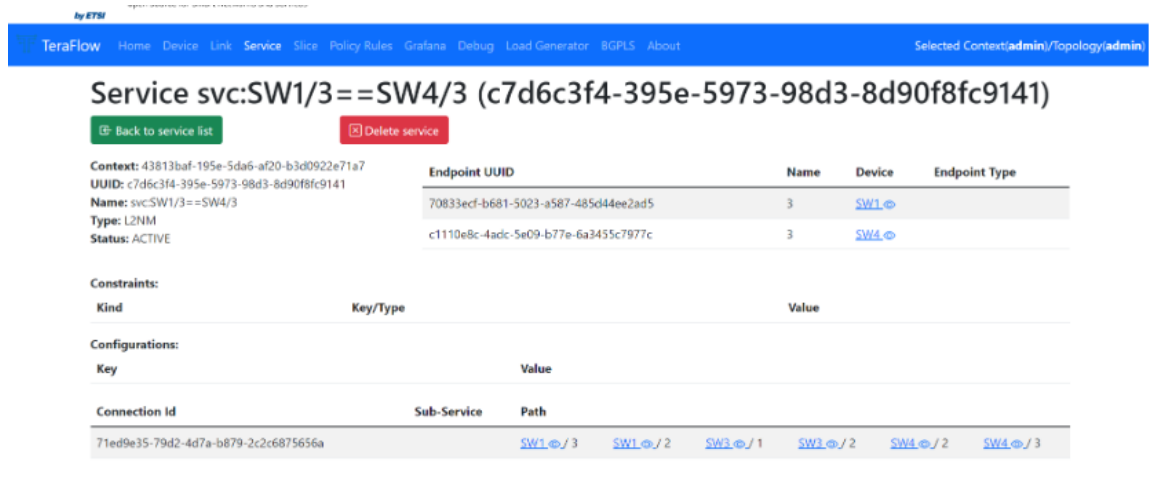 by ETSI
TeraFlow Home Device Link Service Slice Policy Rules Grafana Debug Load Generator BGPLS About Selected Context(admin)/Topology(admin)
Service svc:SW1/3==SW4/3 (c7d6c3f4-395e-5973-98d3-8d90f8fc9141)
Back to service list Delete service
Context: 43813baf-195e-5da6-af20-b3d0922e71a7
UUID: c7d6c3f4-395e-5973-98d3-8d90f8fc9141
Name: svc:SW1/3==SW4/3
Type: L2NM
Status: ACTIVE
Endpoint UUID Name Device Endpoint Type
70833ecf-b681-5023-a587-485d44ee2ad5 3 SW1
c1110e8c-4adc-5e09-b77e-6a3455c7977c 3 SW4
Constraints:
Kind Key/Type Value
Configurations:
Key Value
Connection Id Sub-Service Path
71ed9e35-79d2-4d7a-b879-2c2c6875656a SW1 / 3 SW1 / 2 SW3 / 1 SW3 / 2 SW4 / 2 SW4 / 3